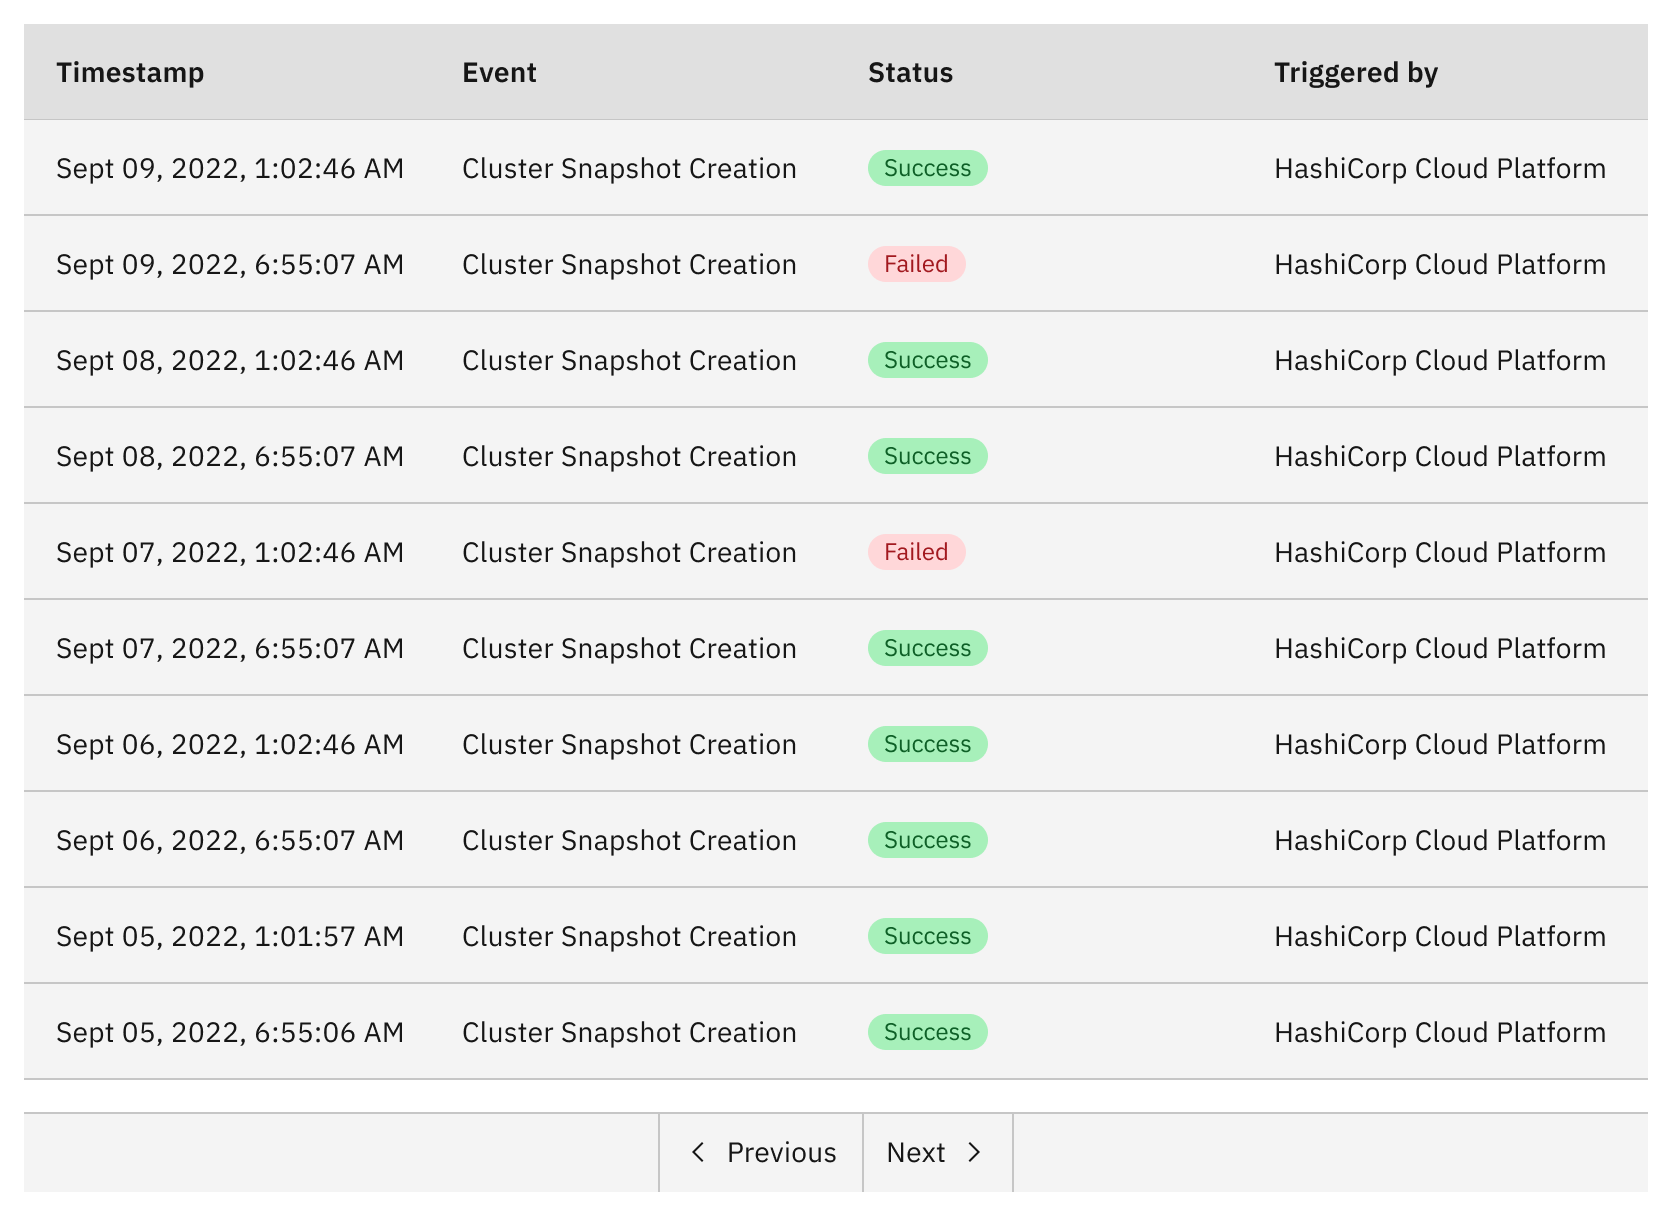 Timestamp Event Status Triggered by
Sept 09, 2022, 1:02:46 AM Cluster Snapshot Creation Success HashiCorp Cloud Platform
Sept 09, 2022, 6:55:07 AM Cluster Snapshot Creation Failed HashiCorp Cloud Platform
Sept 08, 2022, 1:02:46 AM Cluster Snapshot Creation Success HashiCorp Cloud Platform
Sept 08, 2022, 6:55:07 AM Cluster Snapshot Creation Success HashiCorp Cloud Platform
Sept 07, 2022, 1:02:46 AM Cluster Snapshot Creation Failed HashiCorp Cloud Platform
Sept 07, 2022, 6:55:07 AM Cluster Snapshot Creation Success HashiCorp Cloud Platform
Sept 06, 2022, 1:02:46 AM Cluster Snapshot Creation Success HashiCorp Cloud Platform
Sept 06, 2022, 6:55:07 AM Cluster Snapshot Creation Success HashiCorp Cloud Platform
Sept 05, 2022, 1:01:57 AM Cluster Snapshot Creation Success HashiCorp Cloud Platform
Sept 05, 2022, 6:55:06 AM Cluster Snapshot Creation Success HashiCorp Cloud Platform
Previous Next